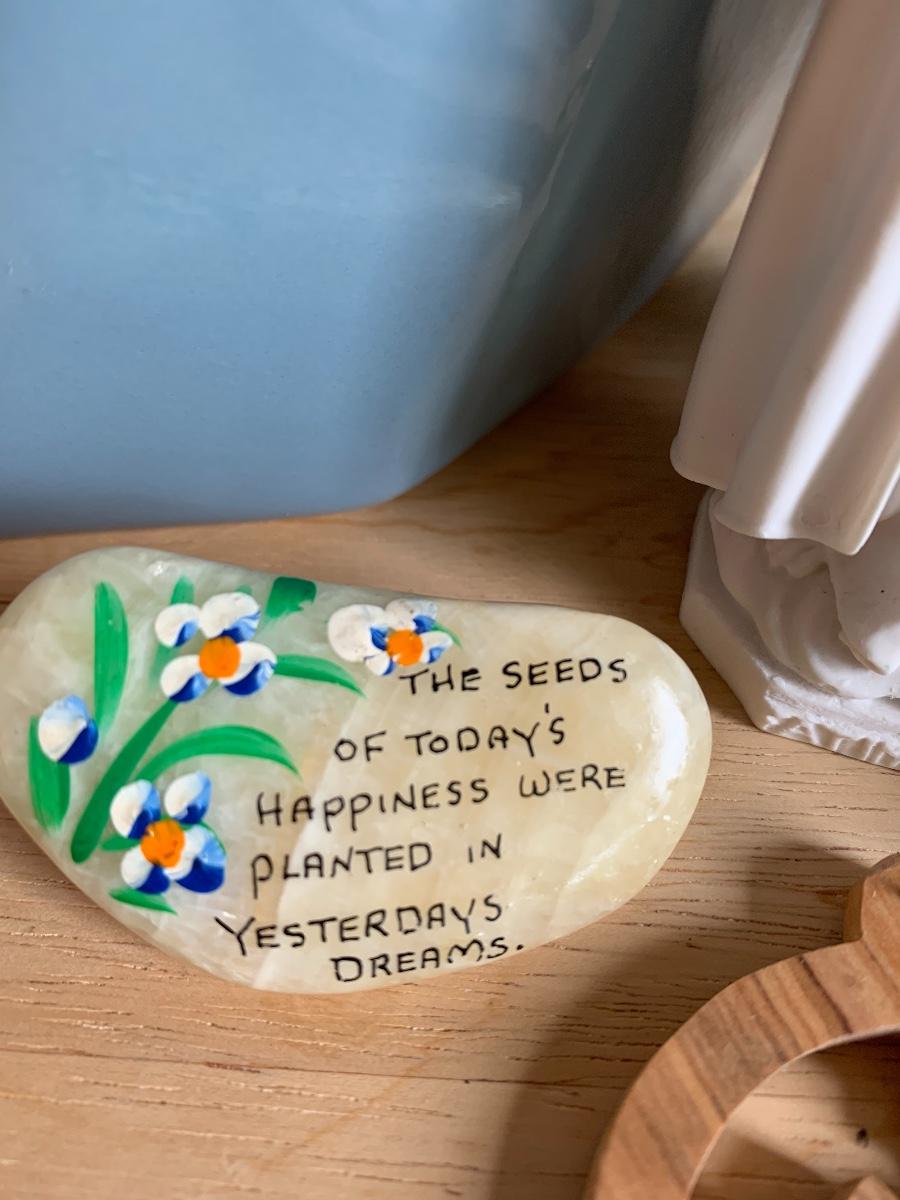 THE SEEDS
OF TODAY'S
HAPPINESS WERE
PLANTED IN
YESTERDAYS
DREAMS.